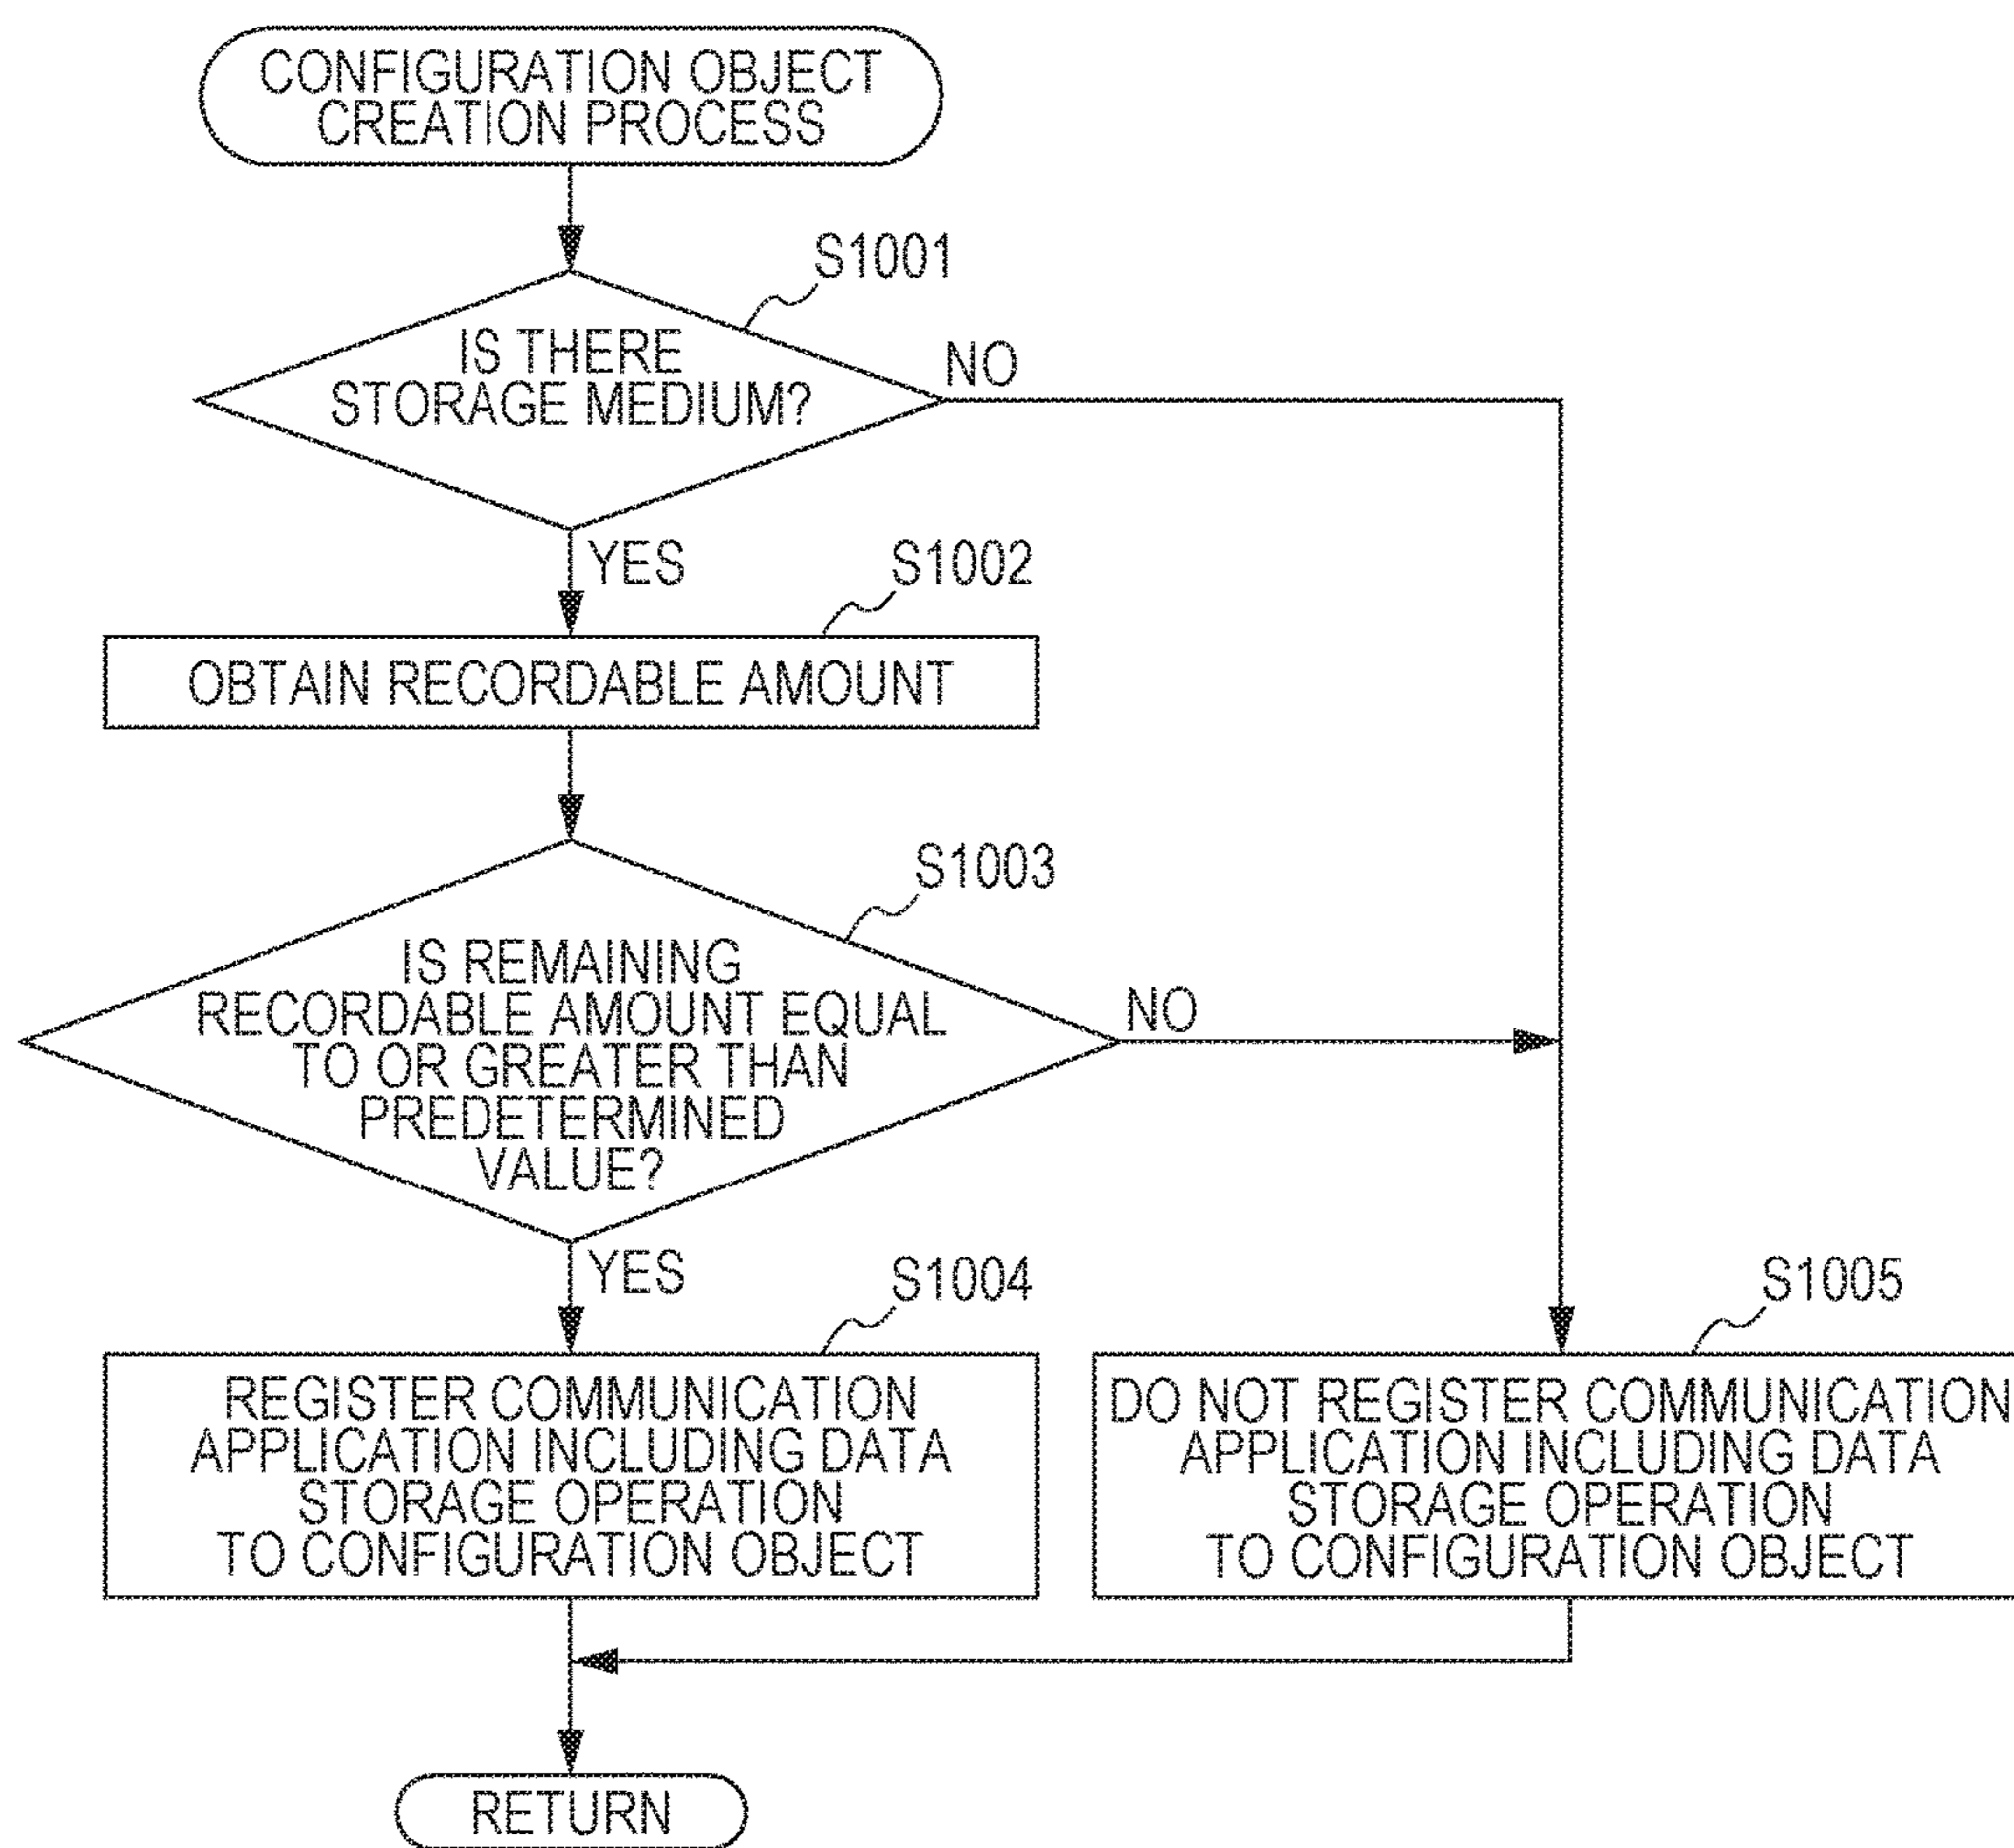 CONFIGURATION OBJECT
CREATION PROCESS
S1001
IS THERE
STORAGE MEDIUM?
NO
YES
S1002
OBTAIN RECORDABLE AMOUNT
S1003
IS REMAINING
RECORDABLE AMOUNT EQUAL
TO OR GREATER THAN
PREDETERMINED
VALUE?
NO
YES
S1004
REGISTER COMMUNICATION
APPLICATION INCLUDING DATA
STORAGE OPERATION
TO CONFIGURATION OBJECT
S1005
DO NOT REGISTER COMMUNICATION
APPLICATION INCLUDING DATA
STORAGE OPERATION
TO CONFIGURATION OBJECT
RETURN